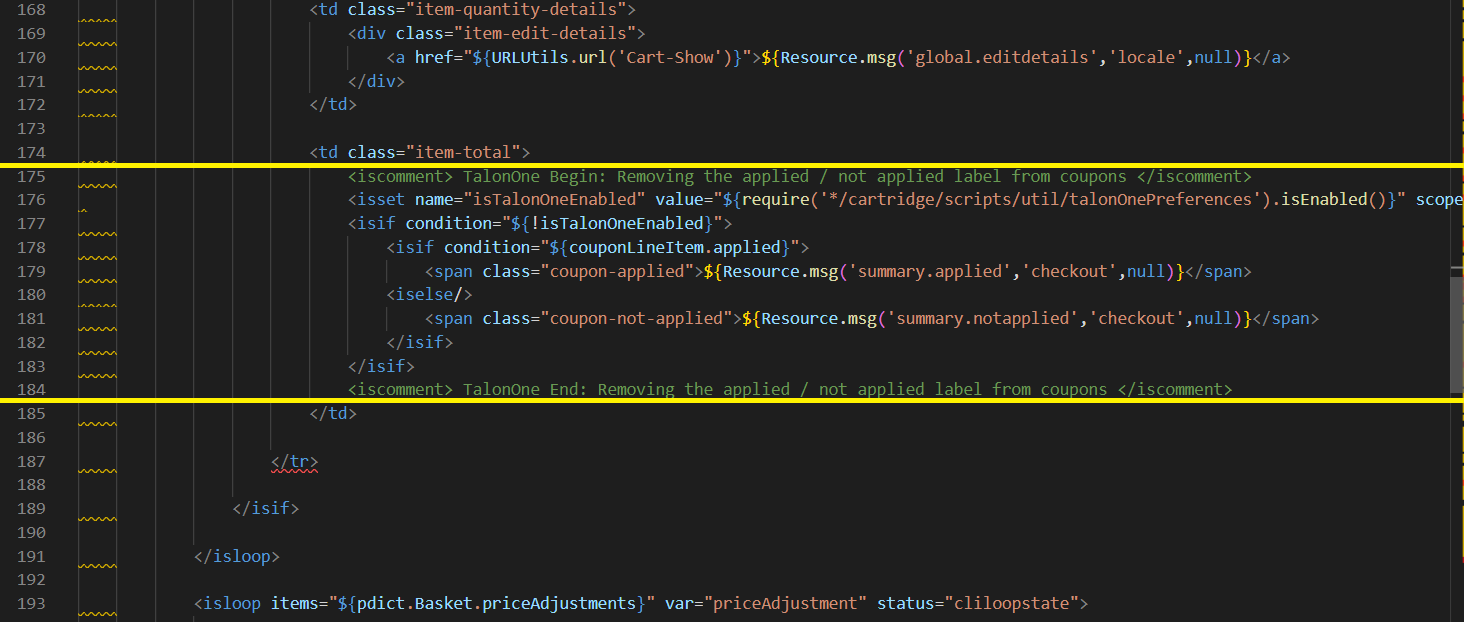 168 <td class="item-quantity-details">
169 <div class="item-edit-details">
170 <a href="${URLUtils.url('Cart-Show')}">${Resource.msg('global.editdetails','locale',null)}</a>
171 </div>
172 </td>
173
174 <td class="item-total">
175 <iscomment> TalonOne Begin: Removing the applied / not applied label from coupons </iscomment>
176 <isset name="isTalonOneEnabled" value="${require('*/cartridge/scripts/util/talonOnePreferences').isEnabled()}" scope
177 <isif condition="${!isTalonOneEnabled}">
178 <isif condition="${couponLineItem.applied}">
179 <span class="coupon-applied">${Resource.msg('summary.applied','checkout',null)}</span>
180 <iselse/>
181 <span class="coupon-not-applied">${Resource.msg('summary.notapplied','checkout',null)}</span>
182 </isif>
183 </isif>
184 <iscomment> TalonOne End: Removing the applied / not applied label from coupons </iscomment>
185 </td>
186
187 </tr>
188
189 </isif>
190
191 </isloop>
192
193 <isloop items="${pdict.Basket.priceAdjustments}" var="priceAdjustment" status="cliloopstate">